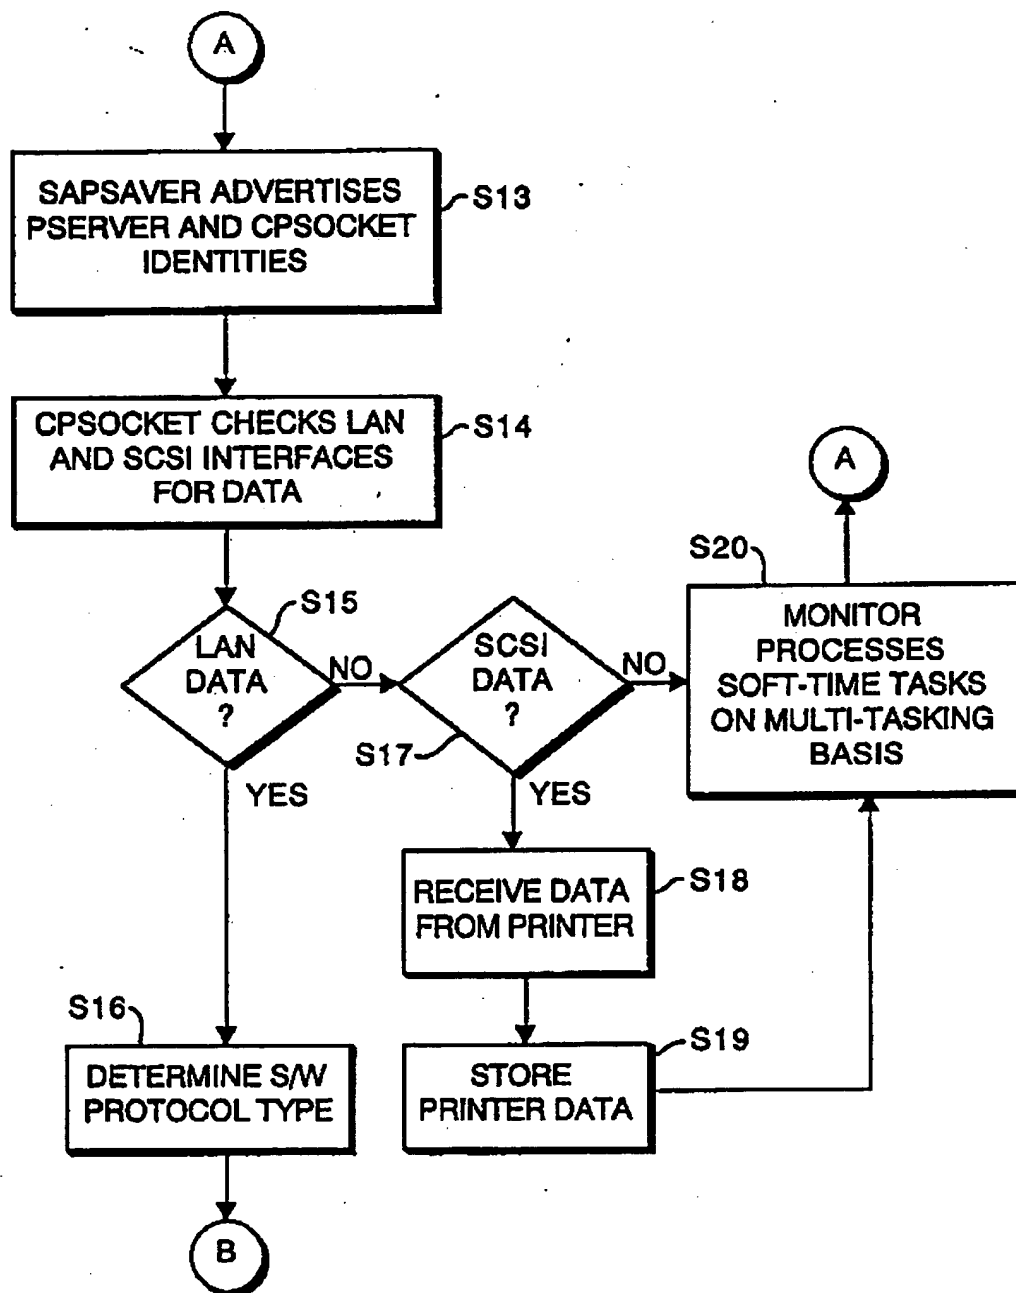 A
SAPSAVER ADVERTISES
PSERVER AND CPSOCKET
IDENTITIES
S13
CPSOCKET CHECKS LAN
AND SCSI INTERFACES
FOR DATA
S14
A
S20
MONITOR
PROCESSES
SOFT-TIME TASKS
ON MULTI-TASKING
BASIS
S15
LAN
DATA
?
NO
YES
SCSI
DATA
?
S17
NO
YES
RECEIVE DATA
FROM PRINTER
S18
S16
DETERMINE S/W
PROTOCOL TYPE
STORE
PRINTER DATA
S19
B